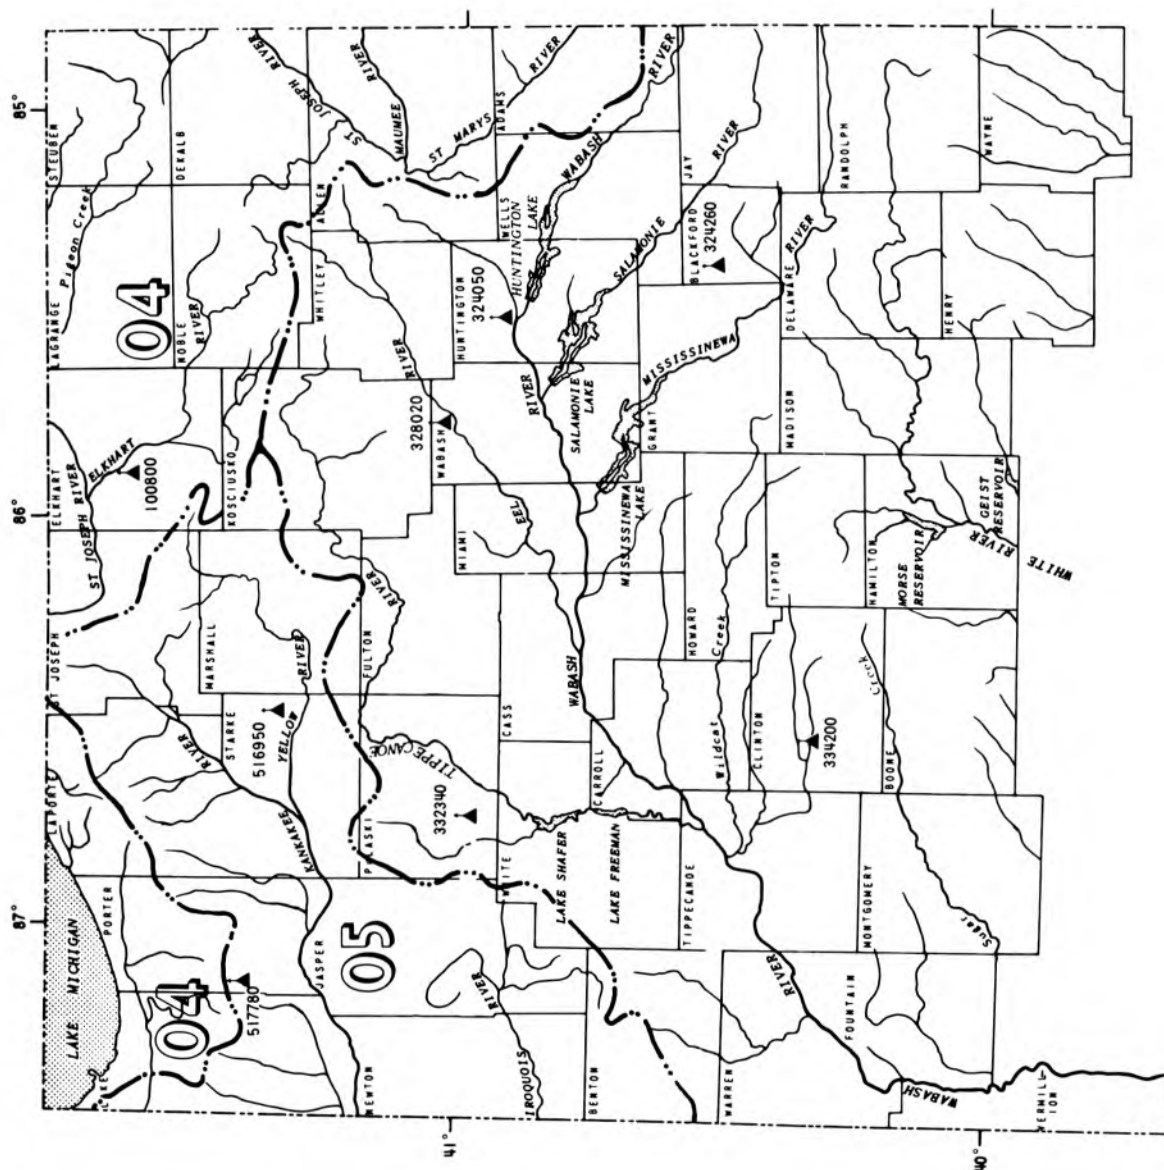 87°
86°
85°
41°
40°
LAKE MICHIGAN
LAKE
PORTER
LAPORTE
ST JOSEPH
ELKHART
LAGRANGE
STEUBEN
ST JOSEPH RIVER
ELKHART
Pigeon Creek
04
04
05
NOBLE
RIVER
DEKALB
517780
100800
KOSCIUSKO
MARSHALL
STARKE
RIVER
KANKAKEE
516950
YELLOW
RIVER
JASPER
NEWTON
PULASKI
FULTON
RIVER
TIPPECANOE
332340
WHITLEY
ALLEN
ST JOSEPH
RIVER
MAUMEE
RIVER
ST MARYS
RIVER
ADAMS
WELLS
HUNTINGTON
324050
HUNTINGTON
LAKE
WABASH
RIVER
RIVER
328020
WABASH
EEL
MIAMI
CASS
WHITE
IROQUOIS
RIVER
BENTON
LAKE SHAFER
LAKE FREEMAN
CARROLL
WABASH
RIVER
SALAMONIE
LAKE
SALAMONIE
RIVER
MISSISSINEWA
LAKE
MISSISSINEWA
GRANT
BLACKFORD
324260
JAY
HOWARD
Wildcat
Creek
CLINTON
334200
TIPTON
TIPPECANOE
WARREN
RIVER
FOUNTAIN
MONTGOMERY
BOONE
Sugar
Creek
HAMILTON
MORSE
RESERVOIR
GEIST
RESERVOIR
WHITE
RIVER
MADISON
DELAWARE
RIVER
HENRY
RANDOLPH
WAYNE
WABASH
VERMILL-
ION